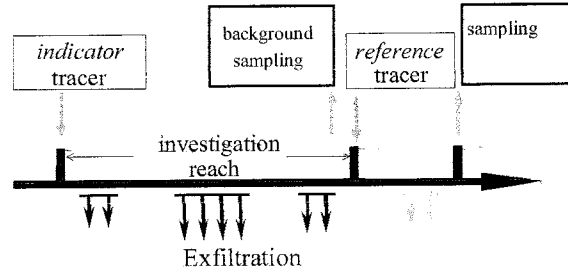 indicator
tracer
background
sampling
reference
tracer
sampling
investigation
reach
Exfiltration